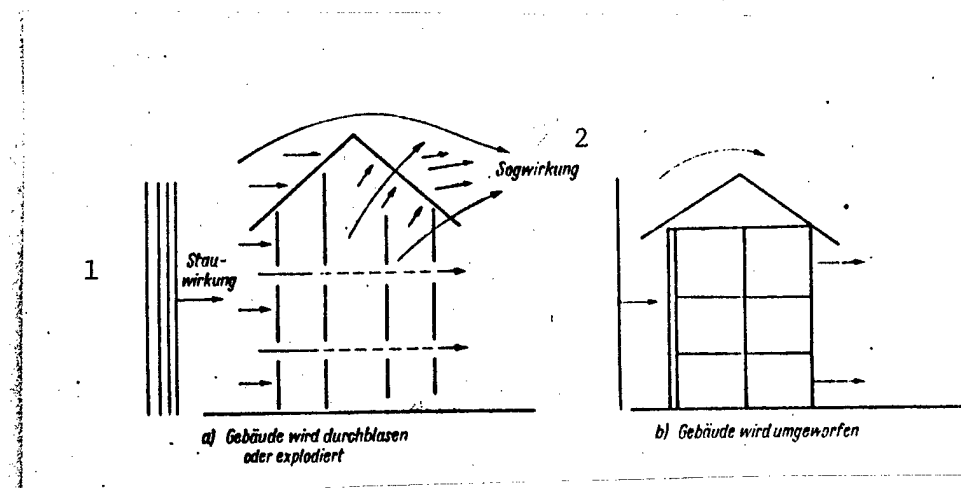 1
Stau-
wirkung
2
Sogwirkung
a) Gebäude wird durchblasen
oder explodiert
b) Gebäude wird umgeworfen